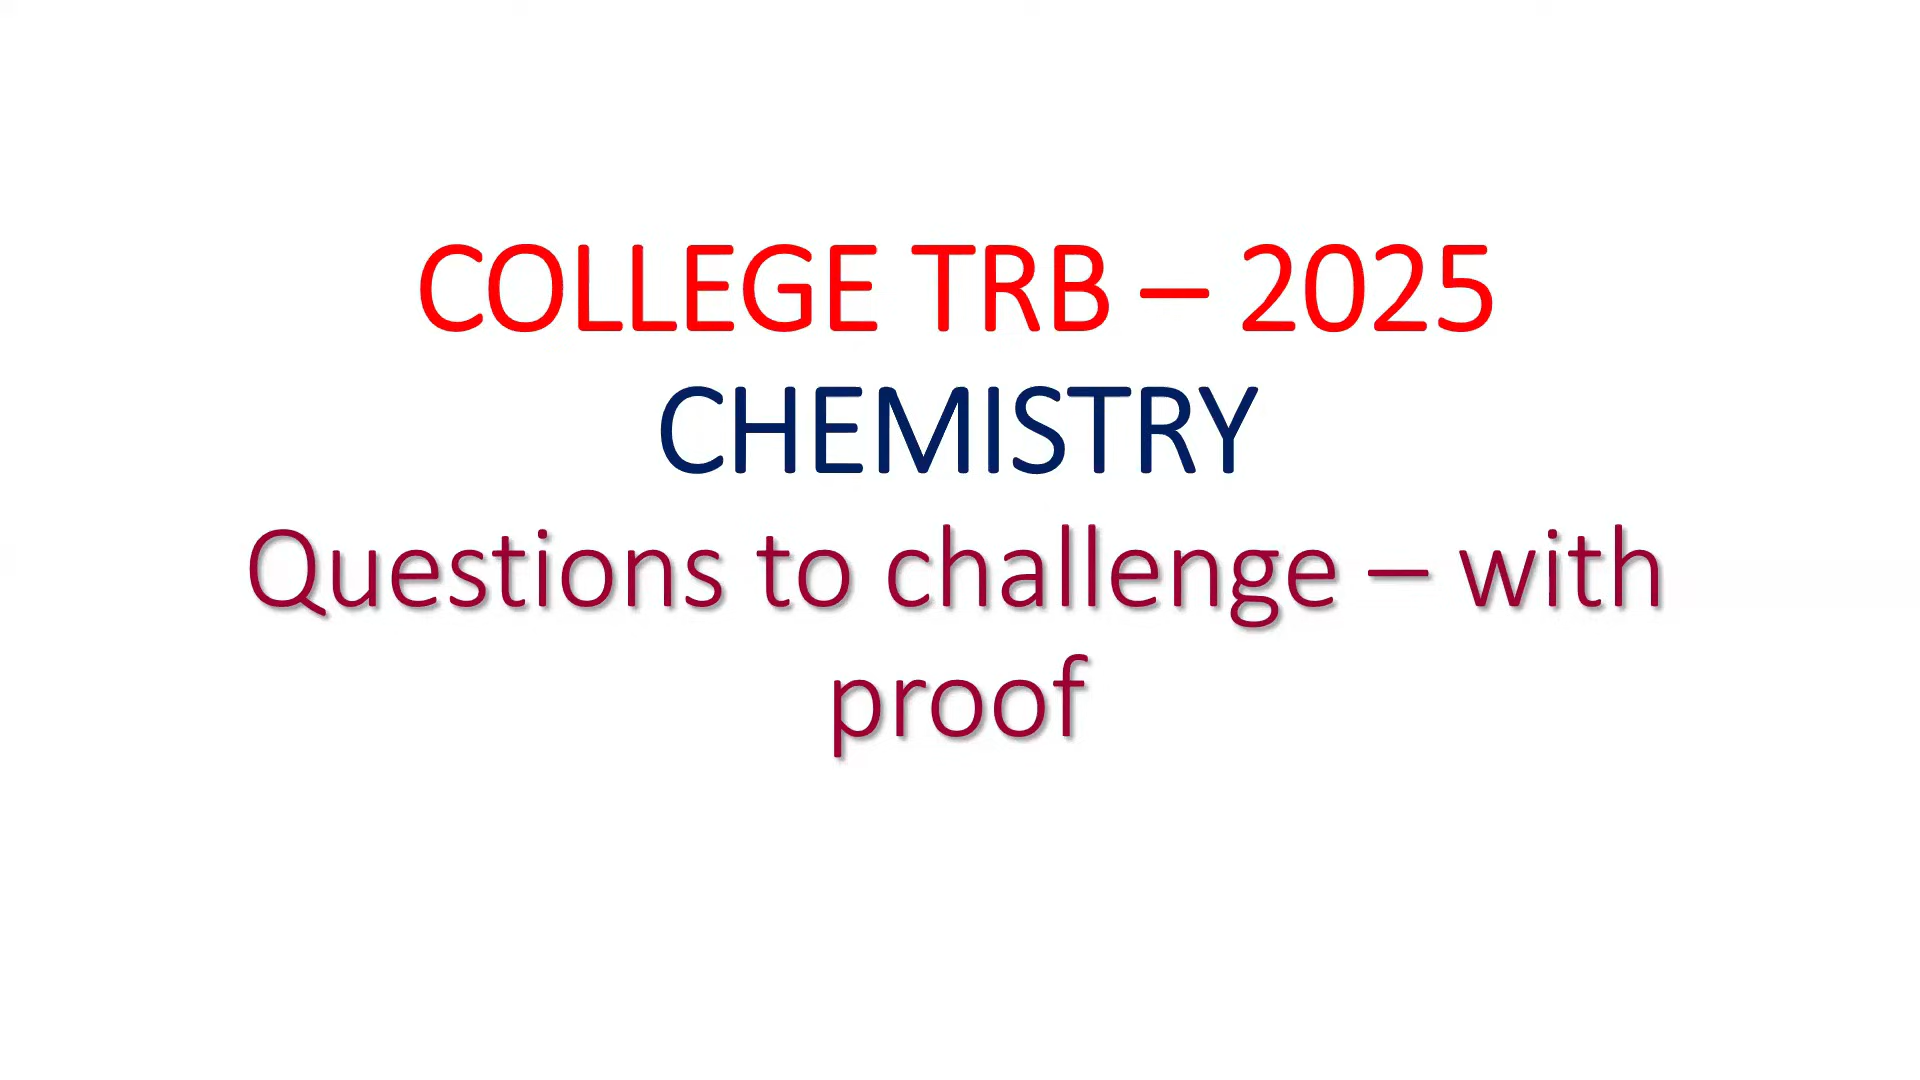 COLLEGE TRB – 2025
CHEMISTRY
Questions to challenge – with
proof